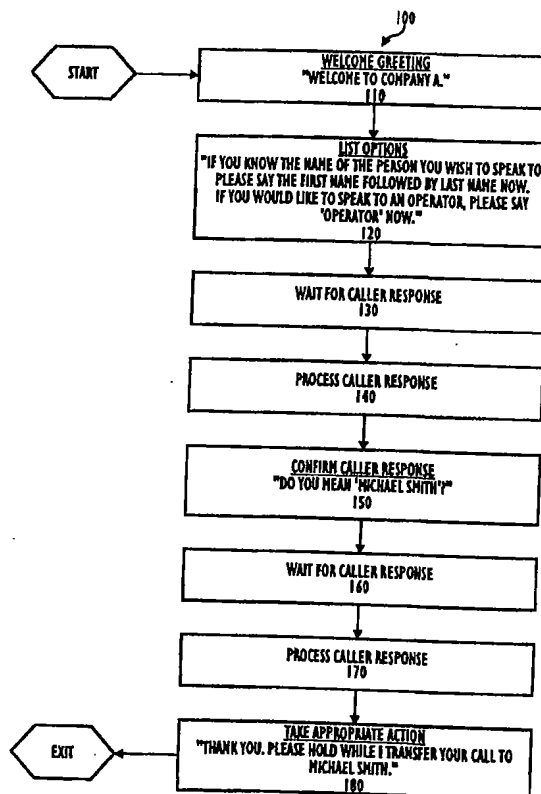 100
START
WELCOME GREETING
"WELCOME TO COMPANY A."
110
LIST OPTIONS
"IF YOU KNOW THE NAME OF THE PERSON YOU WISH TO SPEAK TO,
PLEASE SAY THE FIRST NAME FOLLOWED BY LAST NAME NOW.
IF YOU WOULD LIKE TO SPEAK TO AN OPERATOR, PLEASE SAY
'OPERATOR' NOW."
120
WAIT FOR CALLER RESPONSE
130
PROCESS CALLER RESPONSE
140
CONFIRM CALLER RESPONSE
"DO YOU MEAN 'MICHAEL SMITH'?"
150
WAIT FOR CALLER RESPONSE
160
PROCESS CALLER RESPONSE
170
TAKE APPROPRIATE ACTION
"THANK YOU. PLEASE HOLD WHILE I TRANSFER YOUR CALL TO
MICHAEL SMITH."
180
EXIT